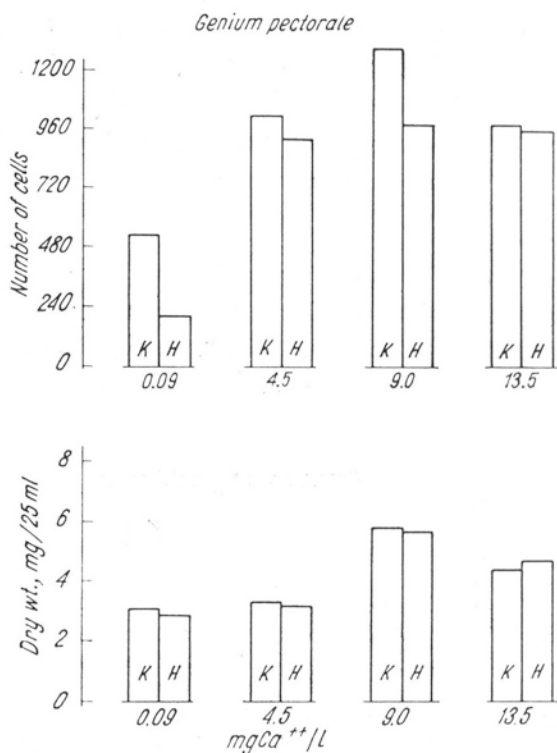 Genium pectorale
Number of cells
1200
960
720
480
240
0
K H K H K H K H
0.09 4.5 9.0 13.5
Dry wt., mg/25 ml
8
6
4
2
0
K H K H K H K H
0.09 4.5 9.0 13.5
mgCa++/l